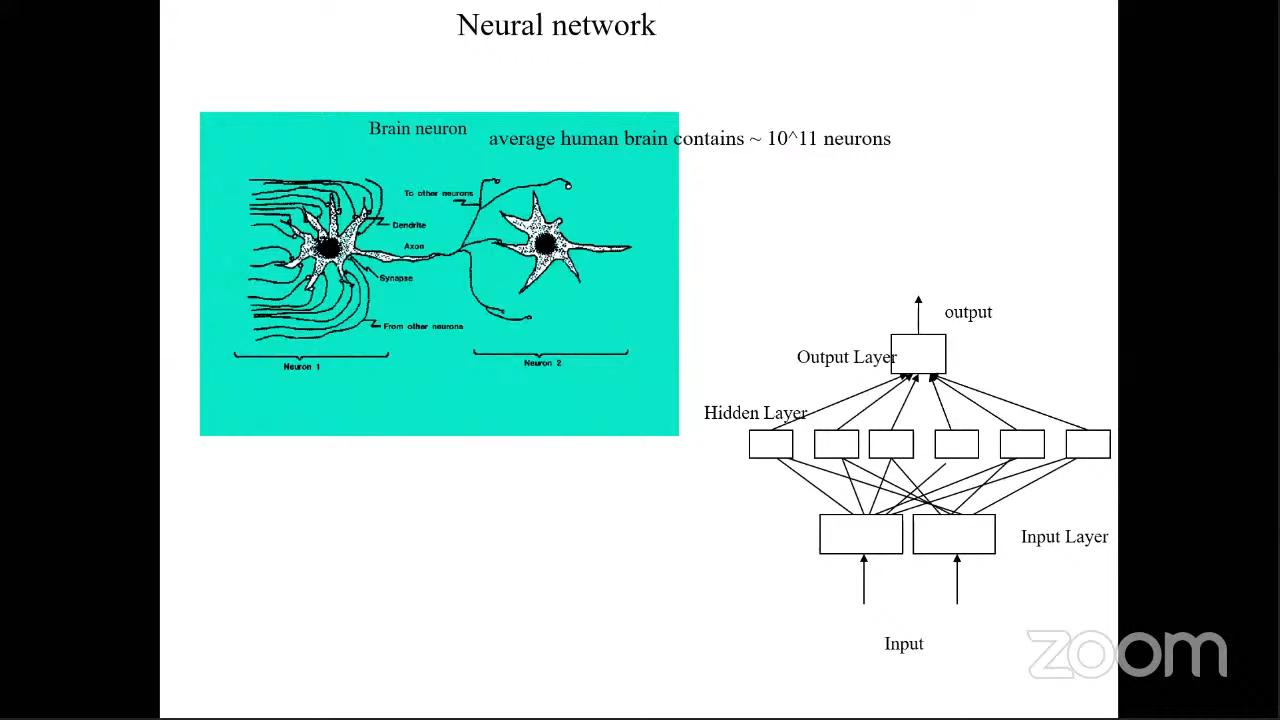 Neural network
Brain neuron
average human brain contains ~ 10^11 neurons
To other neurons
Dendrite
Axon
Synapse
From other neurons
Neuron 1
Neuron 2
output
Output Layer
Hidden Layer
Input Layer
Input
zoom